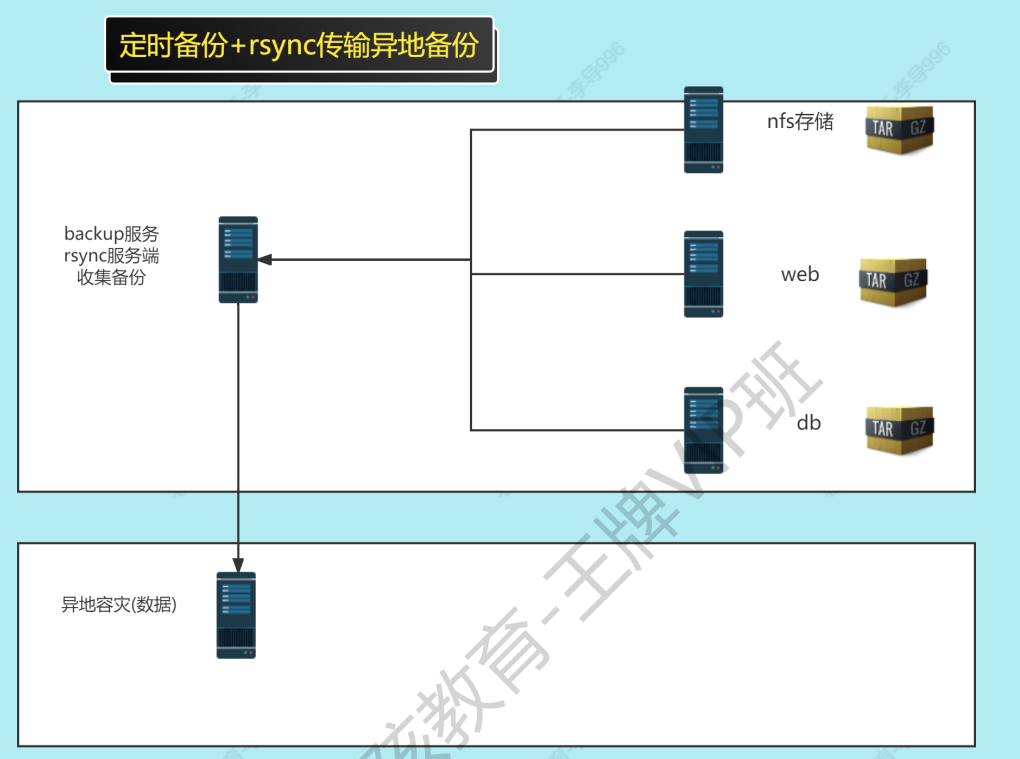 定时备份+rsync传输异地备份
nfs存储
TAR GZ
backup服务
rsync服务端
收集备份
web
TAR GZ
db
TAR GZ
异地容灾(数据)
孩教育-王牌VIP班
李导996
李导996